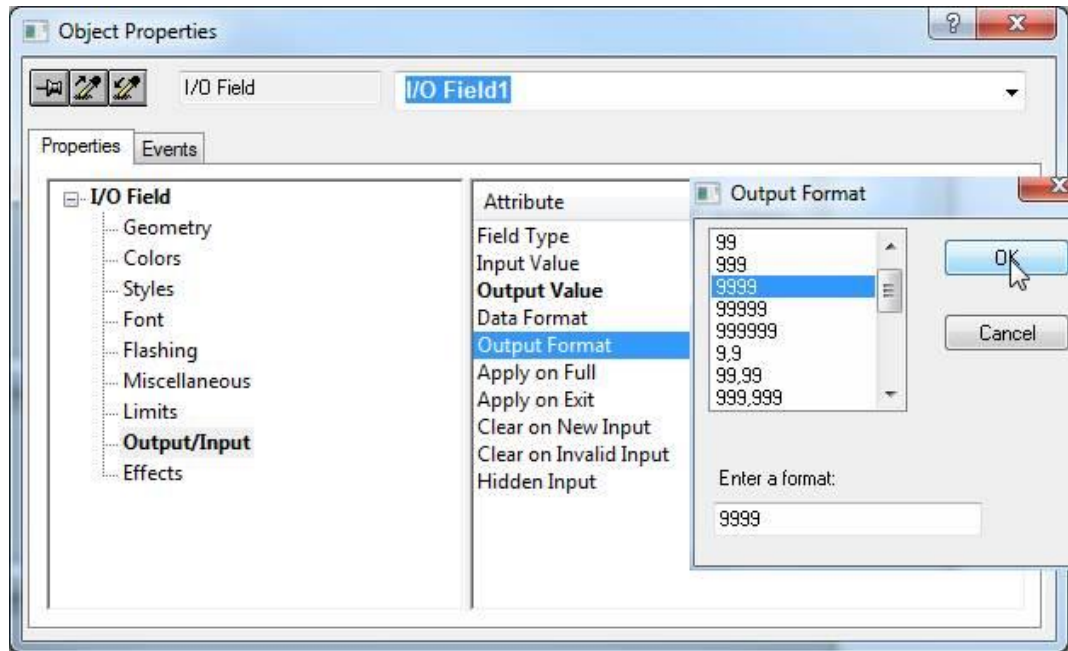 Object Properties
I/O Field
I/O Field1
Properties
Events
I/O Field
Geometry
Colors
Styles
Font
Flashing
Miscellaneous
Limits
Output/Input
Effects
Attribute
Field Type
Input Value
Output Value
Data Format
Output Format
Apply on Full
Apply on Exit
Clear on New Input
Clear on Invalid Input
Hidden Input
Output Format
99
999
9999
99999
999999
9,9
99,99
999,999
OK
Cancel
Enter a format:
9999